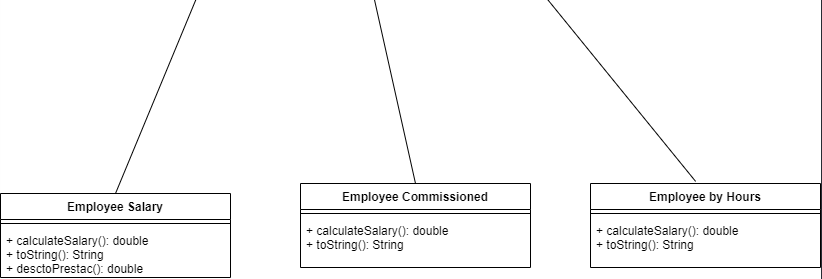 Employee Salary
+ calculateSalary(): double
+ toString(): String
+ desctoPrestac(): double
Employee Commissioned
+ calculateSalary(): double
+ toString(): String
Employee by Hours
+ calculateSalary(): double
+ toString(): String